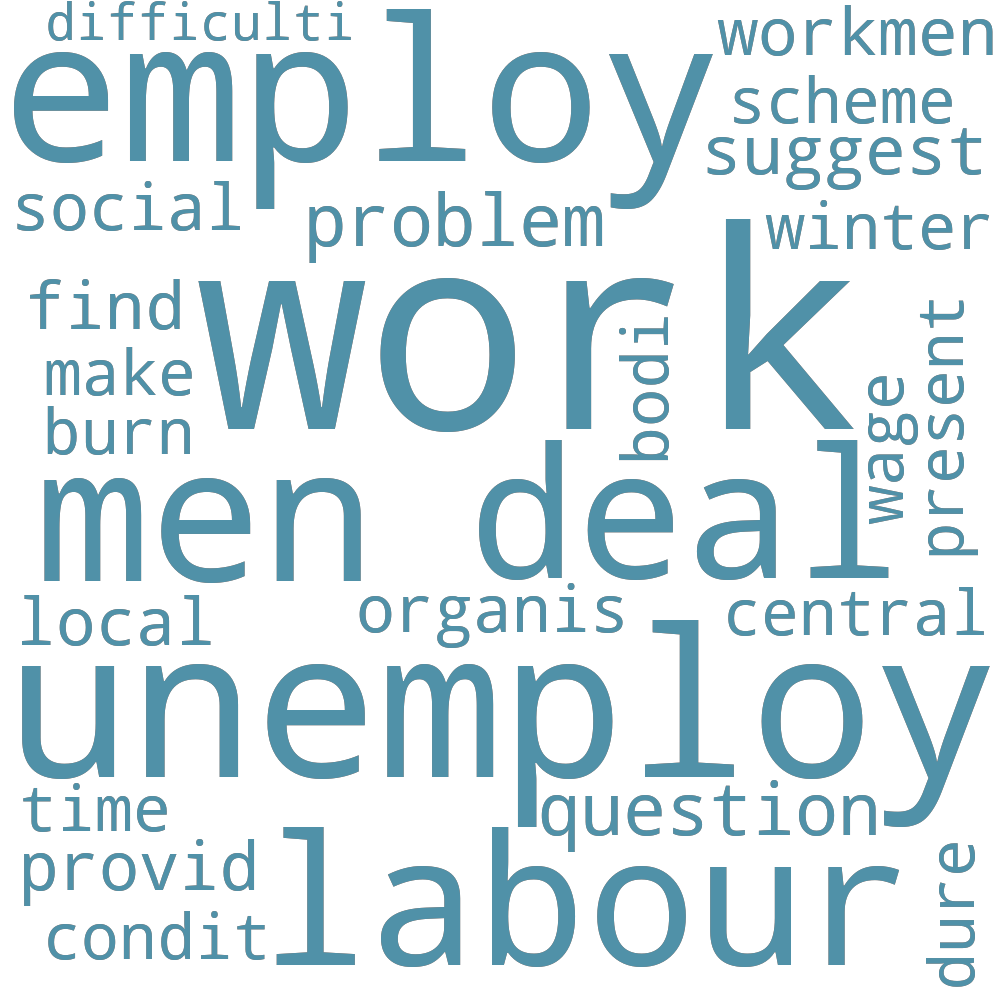 difficulti
employ
workmen
scheme
suggest
social
problem
winter
find
work
make
burn
bodi
wage
present
men deal
local
organis
central
unemploy
time
question
provid
labour
condit
dure